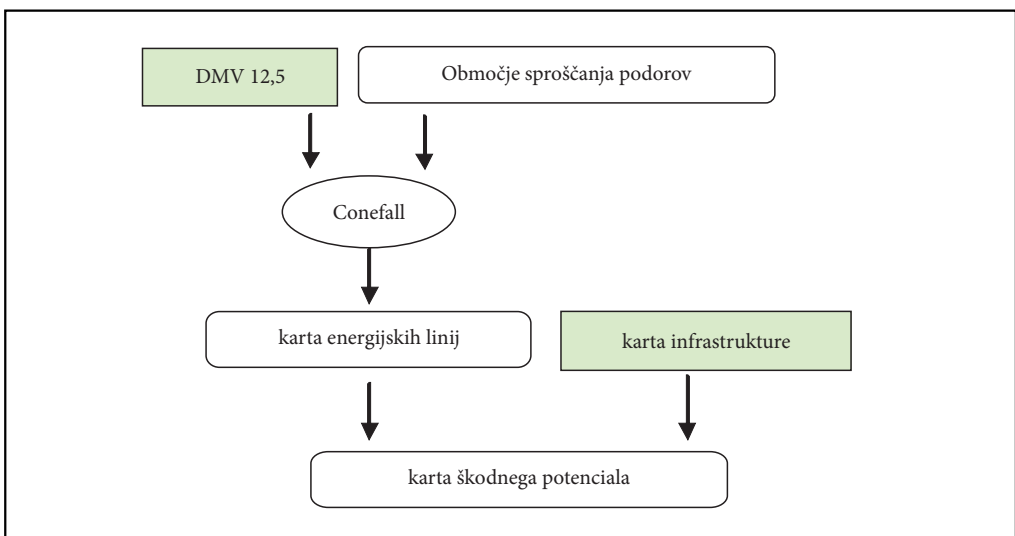 DMV 12,5
Območje sproščanja podorov
Conefall
karta energijskih linij
karta infrastrukture
karta škodnega potenciala